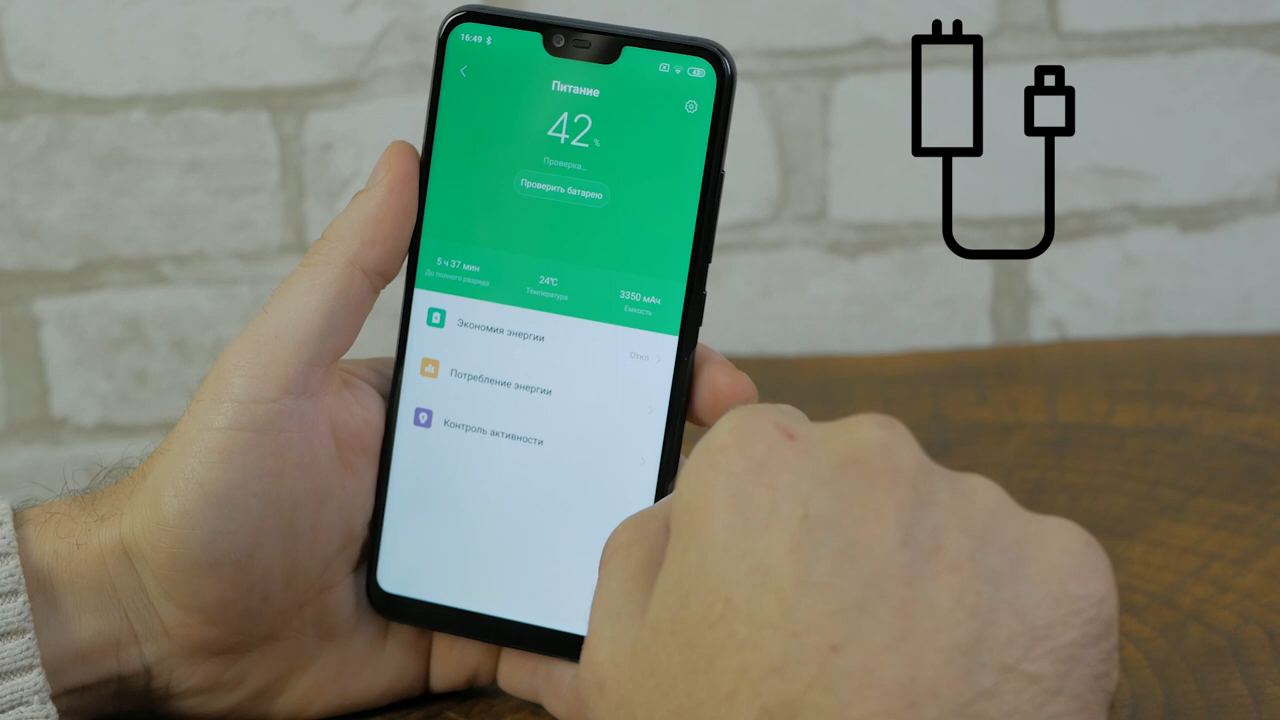 16:49
42
Питание
42 %
Проверка...
Проверить батарею
5 ч 37 мин
До полного разряда
24°C
Температура
3350 мАч
Емкость
Экономия энергии
Откл
Потребление энергии
Контроль активности